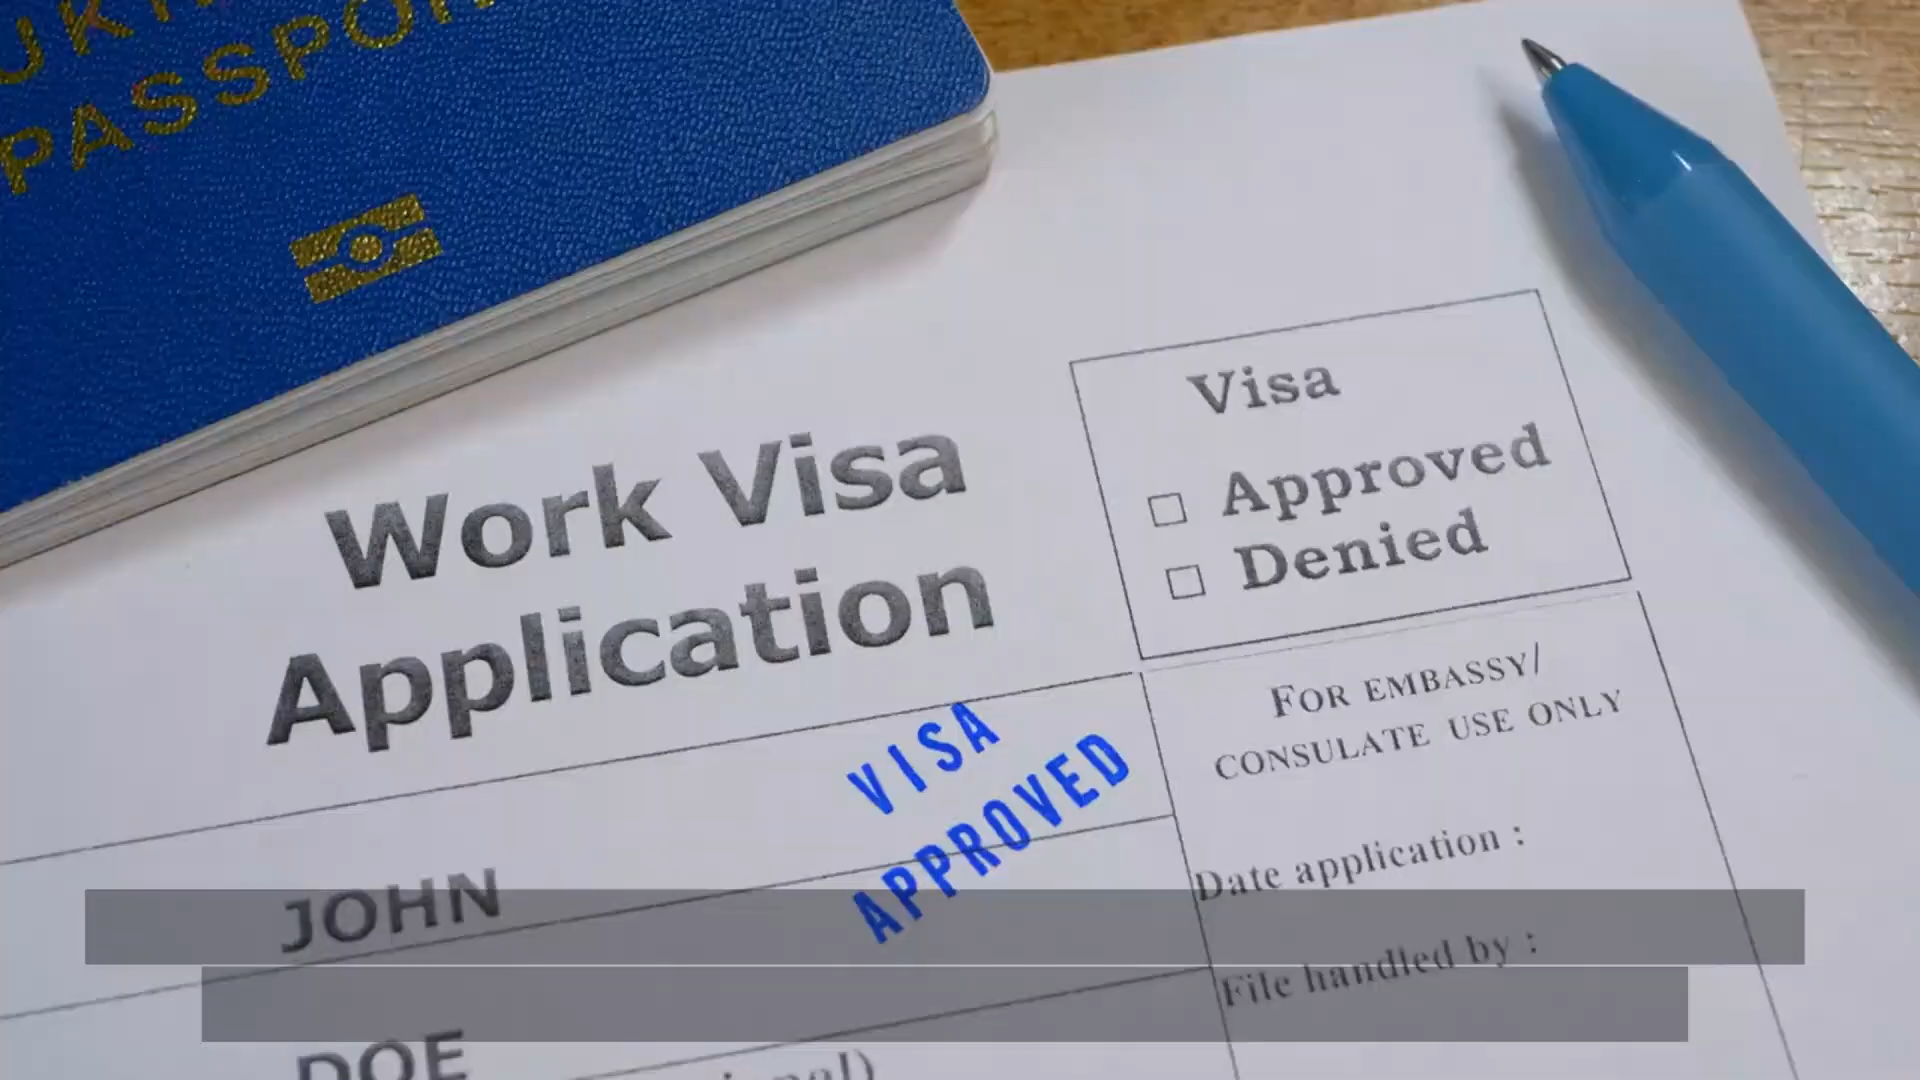 PASSPOR
Work Visa
Application
Visa
Approved
Denied
FOR EMBASSY/
CONSULATE USE ONLY
VISA
APPROVED
Date application :
JOHN
File handled by :
DOE